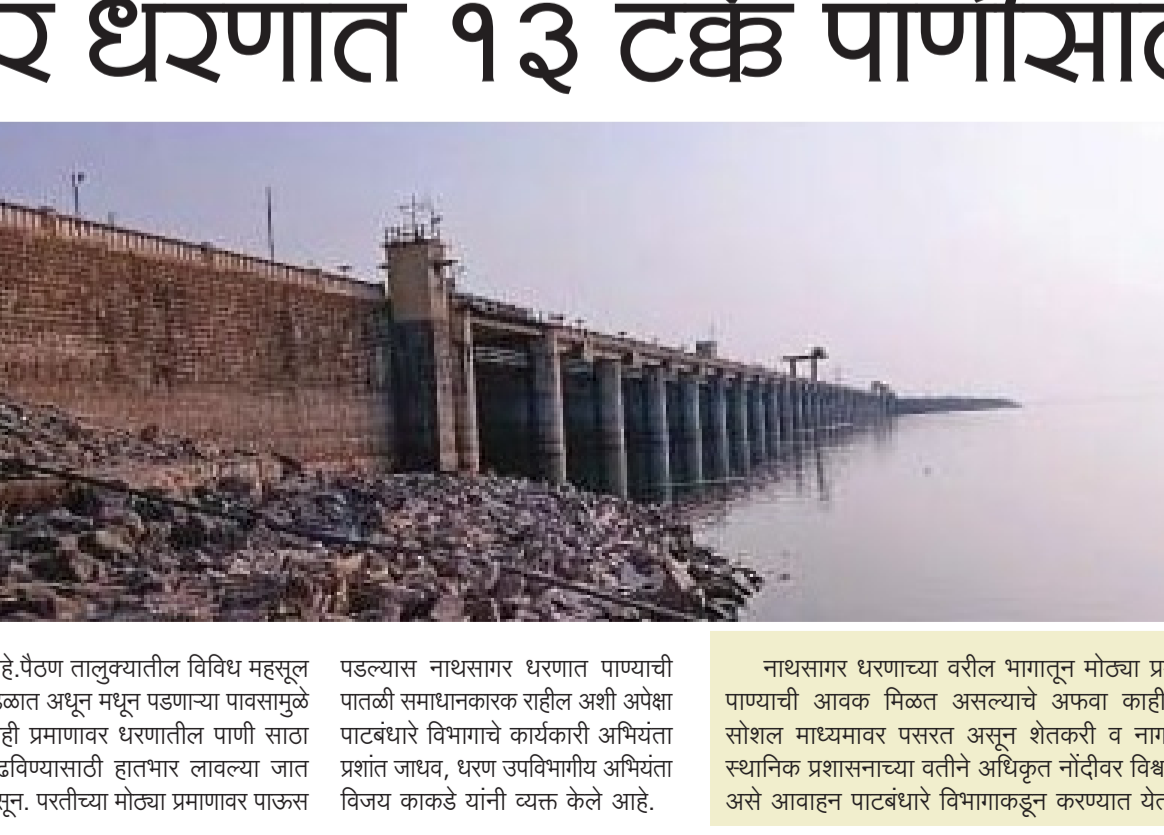 धरणात १३ टक्के
तालुक्यातील विविध महसूल
अधून मधून पडणाऱ्या पावसामुळे
प्रमाणावर धरणातील पाणी साठा
हातभार लावल्या जात
परतीच्या मोठ्या प्रमाणावर पाऊस
पडल्यास नाथसागर धरणात पाण्याची
पातळी समाधानकारक राहील अशी अपेक्षा
पाटबंधारे विभागाचे कार्यकारी अभियंता
प्रशांत जाधव, धरण उपविभागीय अभियंता
विजय काकडे यांनी व्यक्त केले आहे.
नाथसागर धरणाच्या वरील भागातून मोठ्या
पाण्याची आवक मिळत असल्याचे अफवा काही
सोशल माध्यमावर पसरत असून शेतकरी व
स्थानिक प्रशासनाच्या वतीने अधिकृत नोंदीवर
असे आवाहन पाटबंधारे विभागाकडून करण्यात